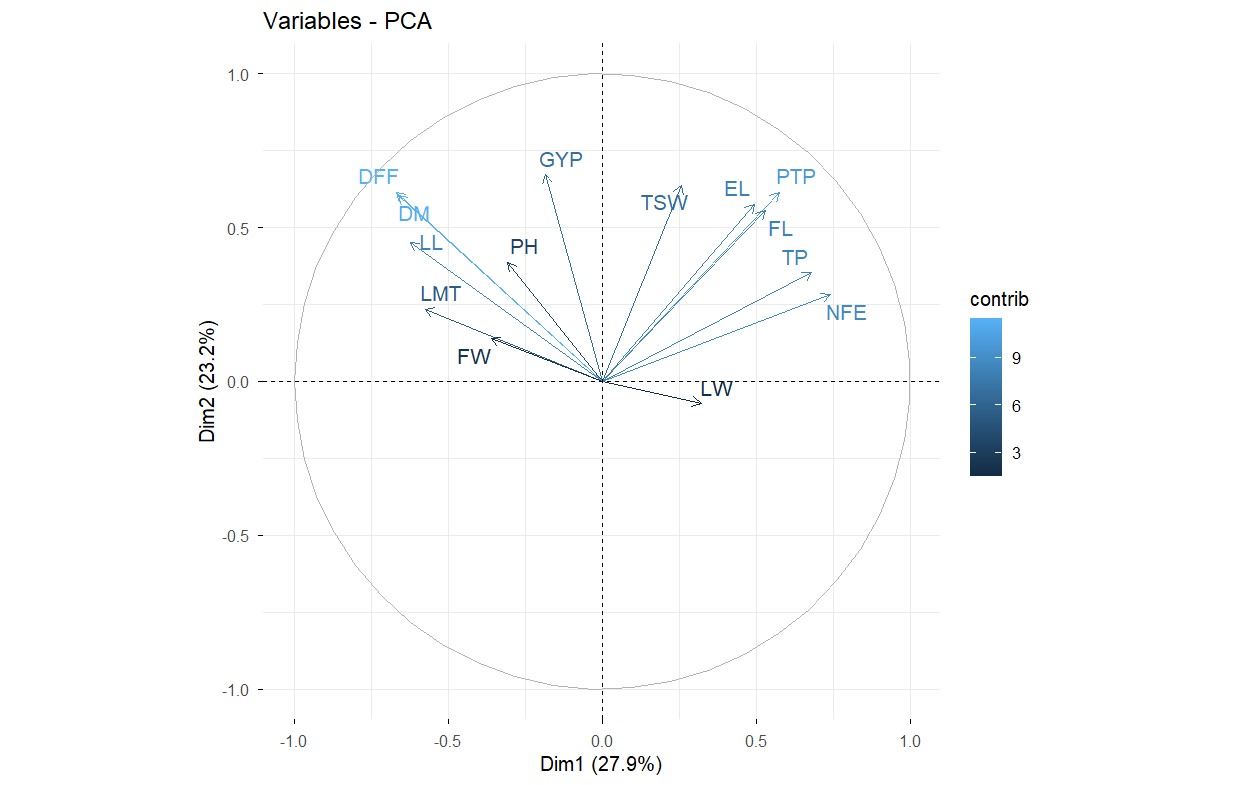 Variables - PCA
1.0
GYP
DFF
PTP
EL
TSW
DM
0.5
FL
LL
PH
TP
LMT
contrib
NFE
9
FW
Dim2 (23.2%)
0.0
LW
6
3
-0.5
-1.0
-1.0
-0.5
0.0
0.5
1.0
Dim1 (27.9%)